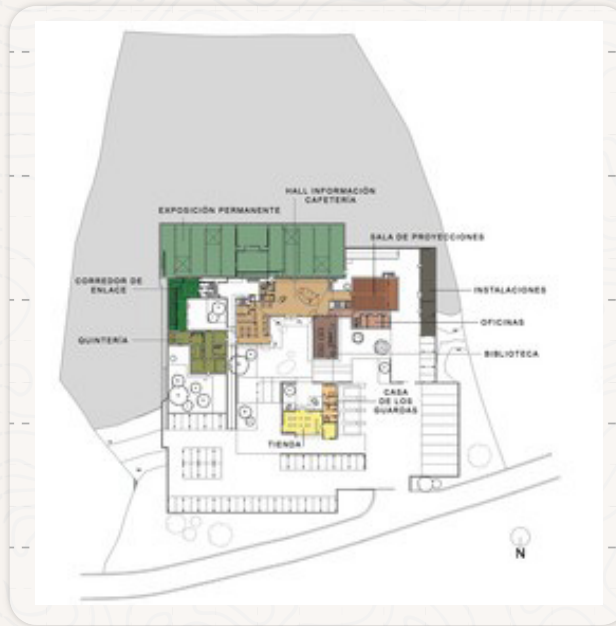 HALL INFORMACIÓN
CAFETERÍA
EXPOSICIÓN PERMANENTE
SALA DE PROYECCIONES
CORREDOR DE
ENLACE
INSTALACIONES
OFICINAS
QUINTERÍA
BIBLIOTECA
CASA
DE LOS
GUARDAS
TIENDA
N